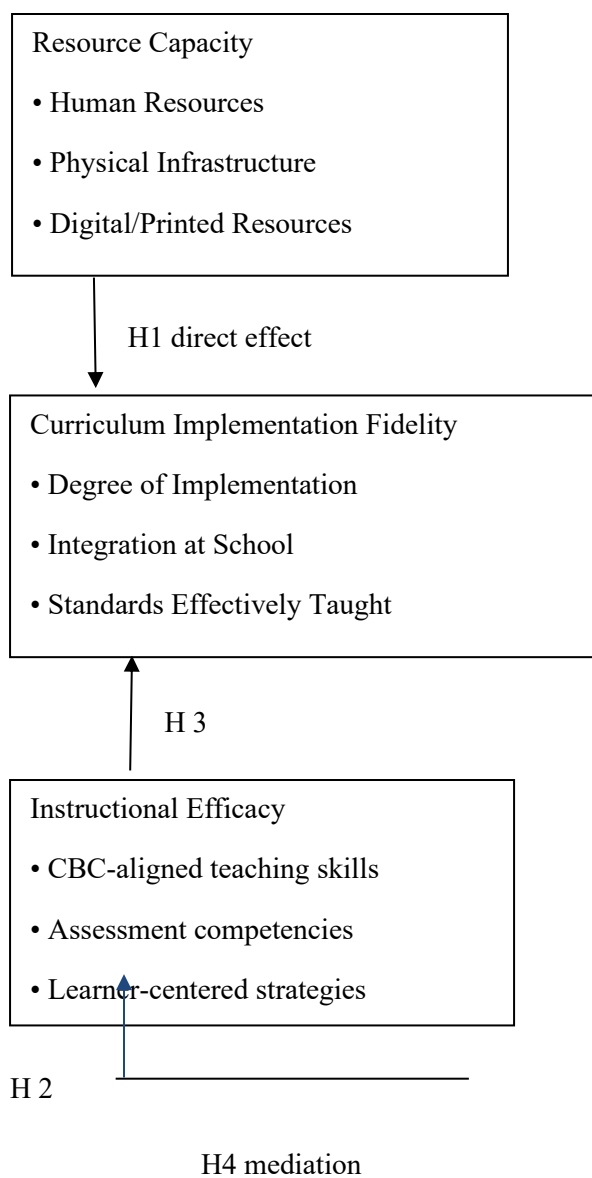 Resource Capacity
• Human Resources
• Physical Infrastructure
• Digital/Printed Resources
H1 direct effect
Curriculum Implementation Fidelity
• Degree of Implementation
• Integration at School
• Standards Effectively Taught
H 3
Instructional Efficacy
• CBC-aligned teaching skills
• Assessment competencies
• Learner-centered strategies
H 2
H4 mediation